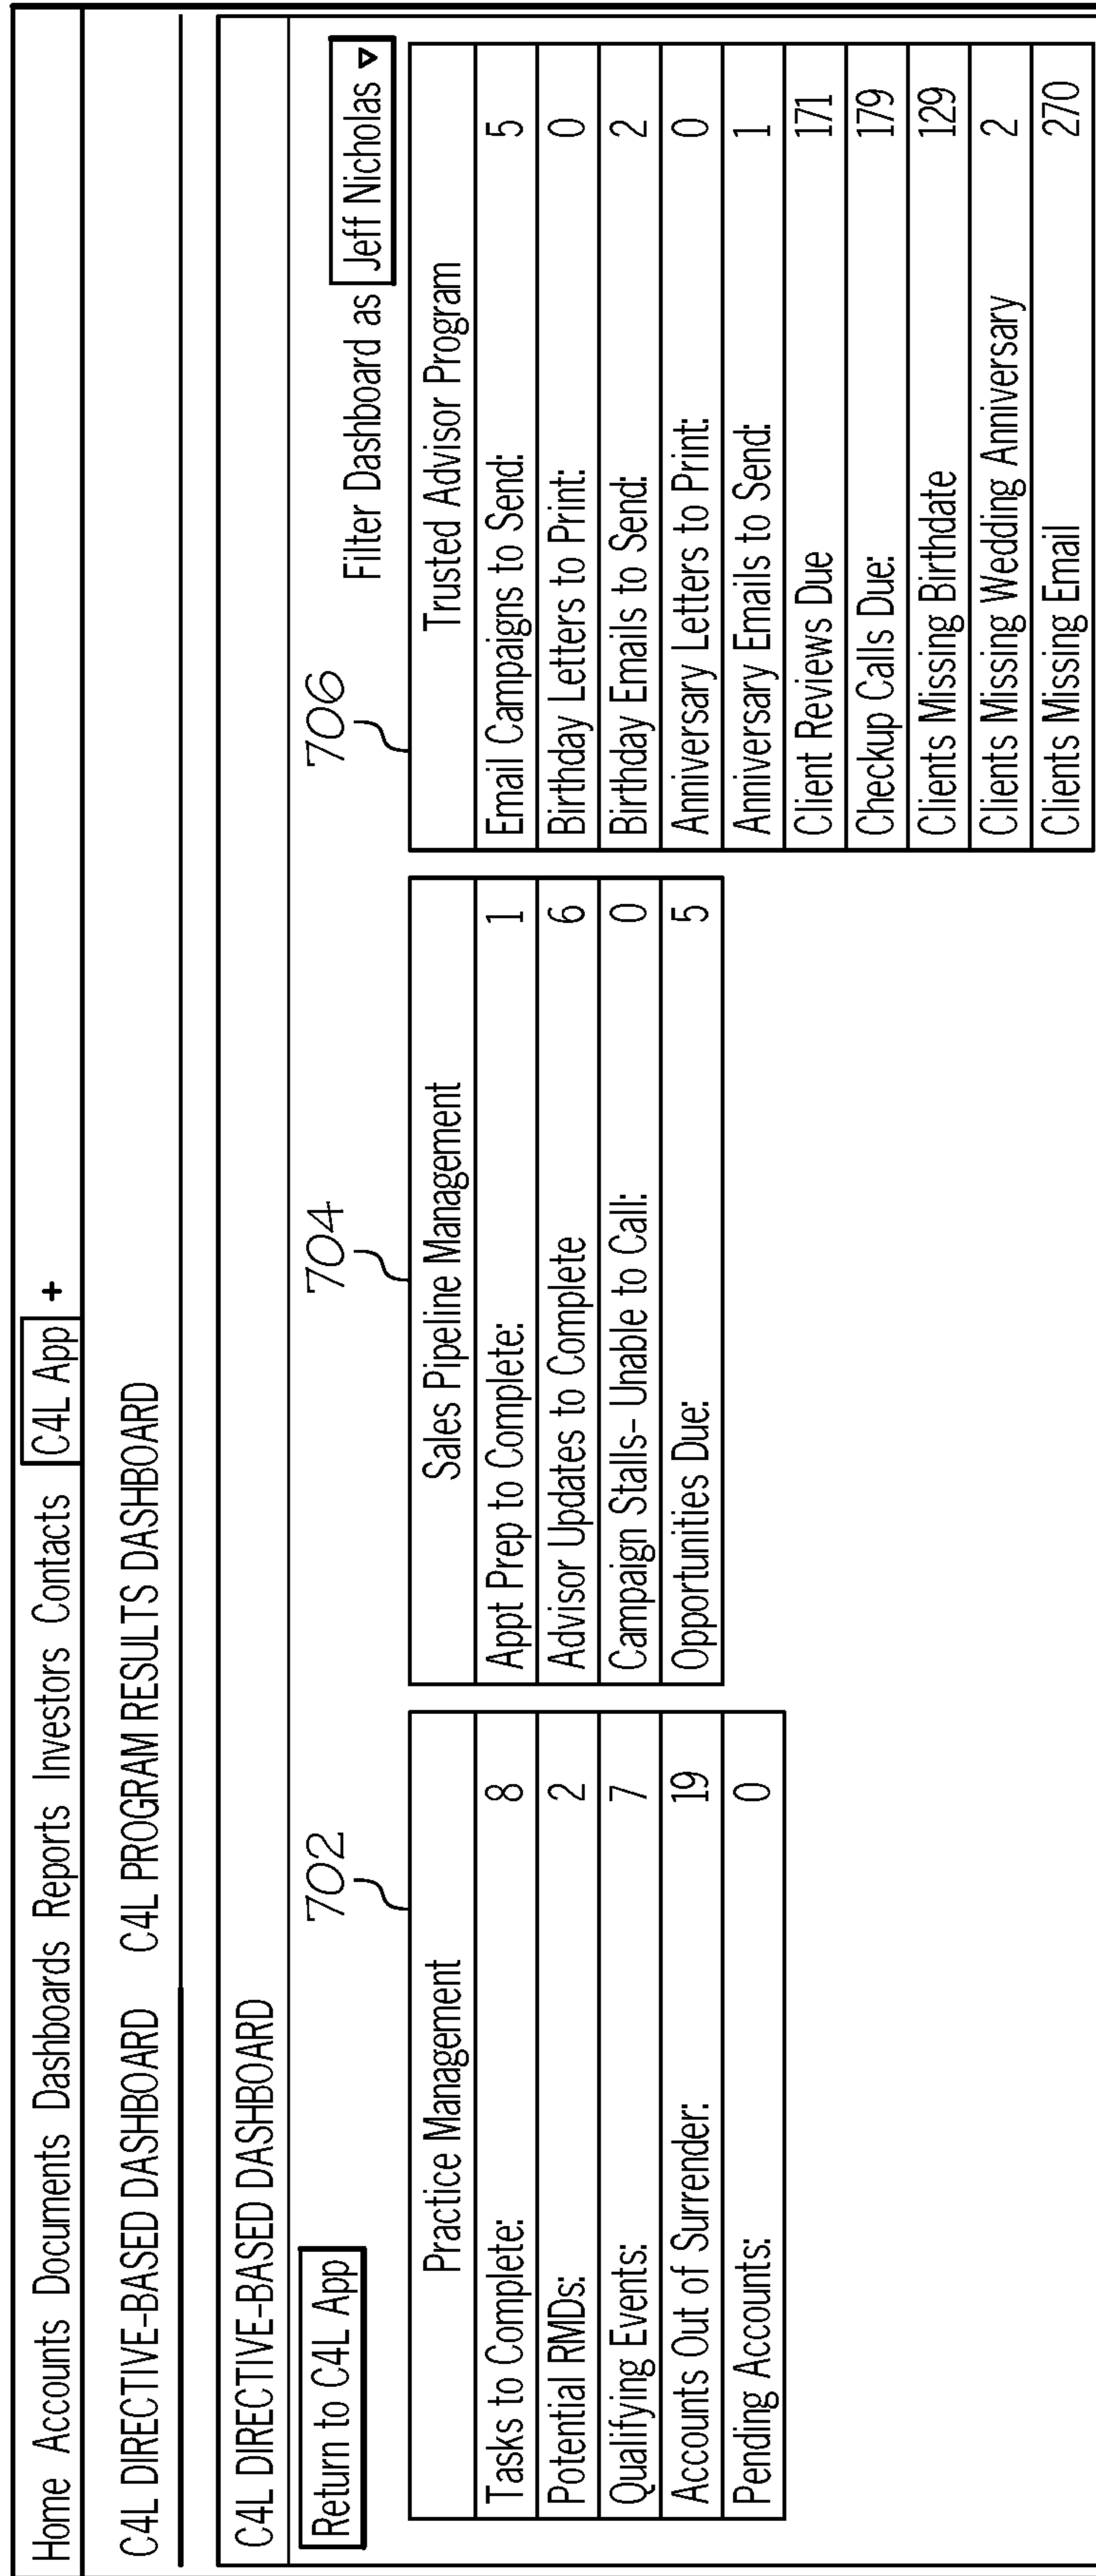 Home Accounts Documents Dashboards Reports Investors Contacts C4L App +
C4L DIRECTIVE-BASED DASHBOARD C4L PROGRAM RESULTS DASHBOARD
C4L DIRECTIVE-BASED DASHBOARD
Return to C4L App
Filter Dashboard as Jeff Nicholas
702
Practice Management
Tasks to Complete: 8
Potential RMDs: 2
Qualifying Events: 7
Accounts Out of Surrender: 19
Pending Accounts: 0
704
Sales Pipeline Management
Appt Prep to Complete: 1
Advisor Updates to Complete 6
Campaign Stalls- Unable to Call: 0
Opportunities Due: 5
706
Trusted Advisor Program
Email Campaigns to Send: 5
Birthday Letters to Print: 0
Birthday Emails to Send: 2
Anniversary Letters to Print: 0
Anniversary Emails to Send: 1
Client Reviews Due 171
Checkup Calls Due: 179
Clients Missing Birthdate 129
Clients Missing Wedding Anniversary 2
Clients Missing Email 270